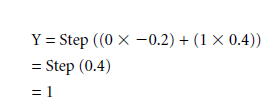 Y = Step ((0 × −0.2) + (1 × 0.4))
= Step (0.4)
= 1